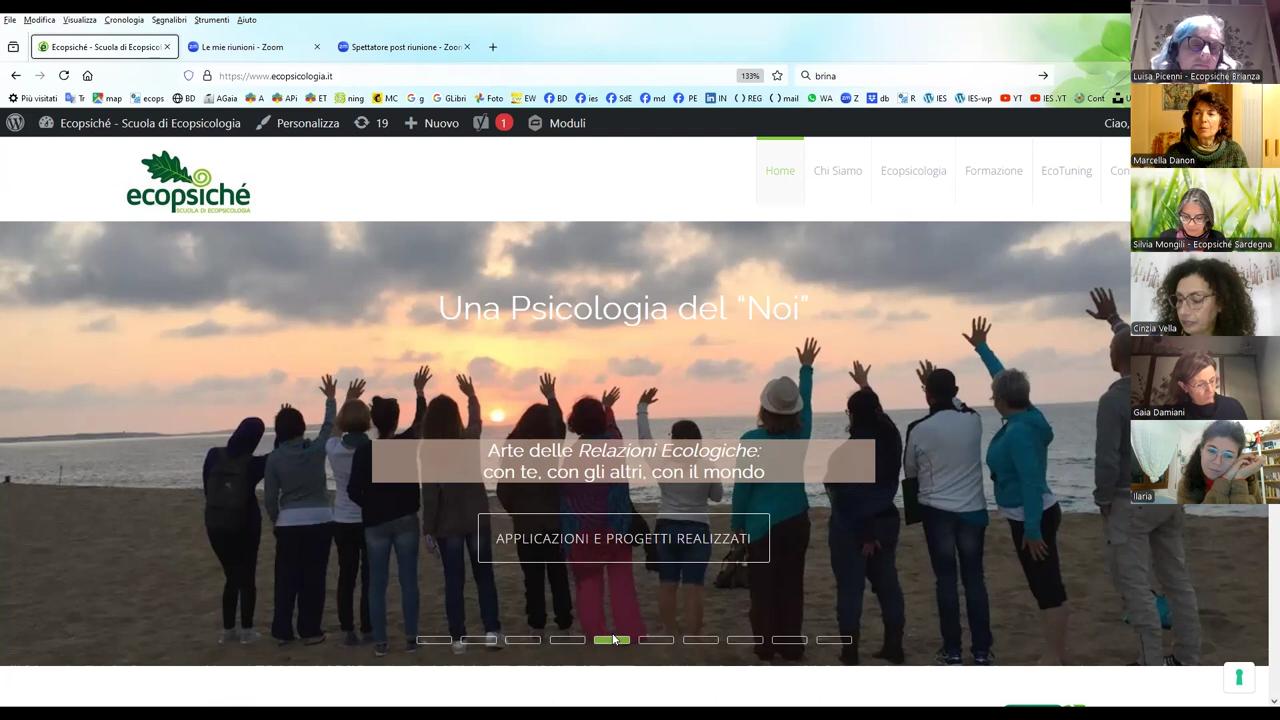 File Modifica Visualizza Cronologia Segnalibri Strumenti Aiuto
Ecopsiché - Scuola di Ecopsicol
Le mie riunioni - Zoom
Spettatore post riunione - Zoon
https://www.ecopsicologia.it
133%
brina
Più visitati Tr map ecops BD AGaia A APi ET ning MC G g GLibri Foto EW BD ies SdE md PE IN REG mail WA Z db R IES IES-wp YT IES .YT Cont
Ecopsiché - Scuola di Ecopsicologia Personalizza 19 Nuovo 1 Moduli Ciao,
ecopsiché
SCUOLA DI ECOPSICOLOGIA
Home Chi Siamo Ecopsicologia Formazione EcoTuning Con
Una Psicologia del “Noi”
Arte delle Relazioni Ecologiche:
con te, con gli altri, con il mondo
APPLICAZIONI E PROGETTI REALIZZATI
Luisa Picenni - Ecopsiché Brianza
Marcella Danon
Silvia Mongili - Ecopsiché Sardegna
Cinzia Vella
Gaia Damiani
Ilaria